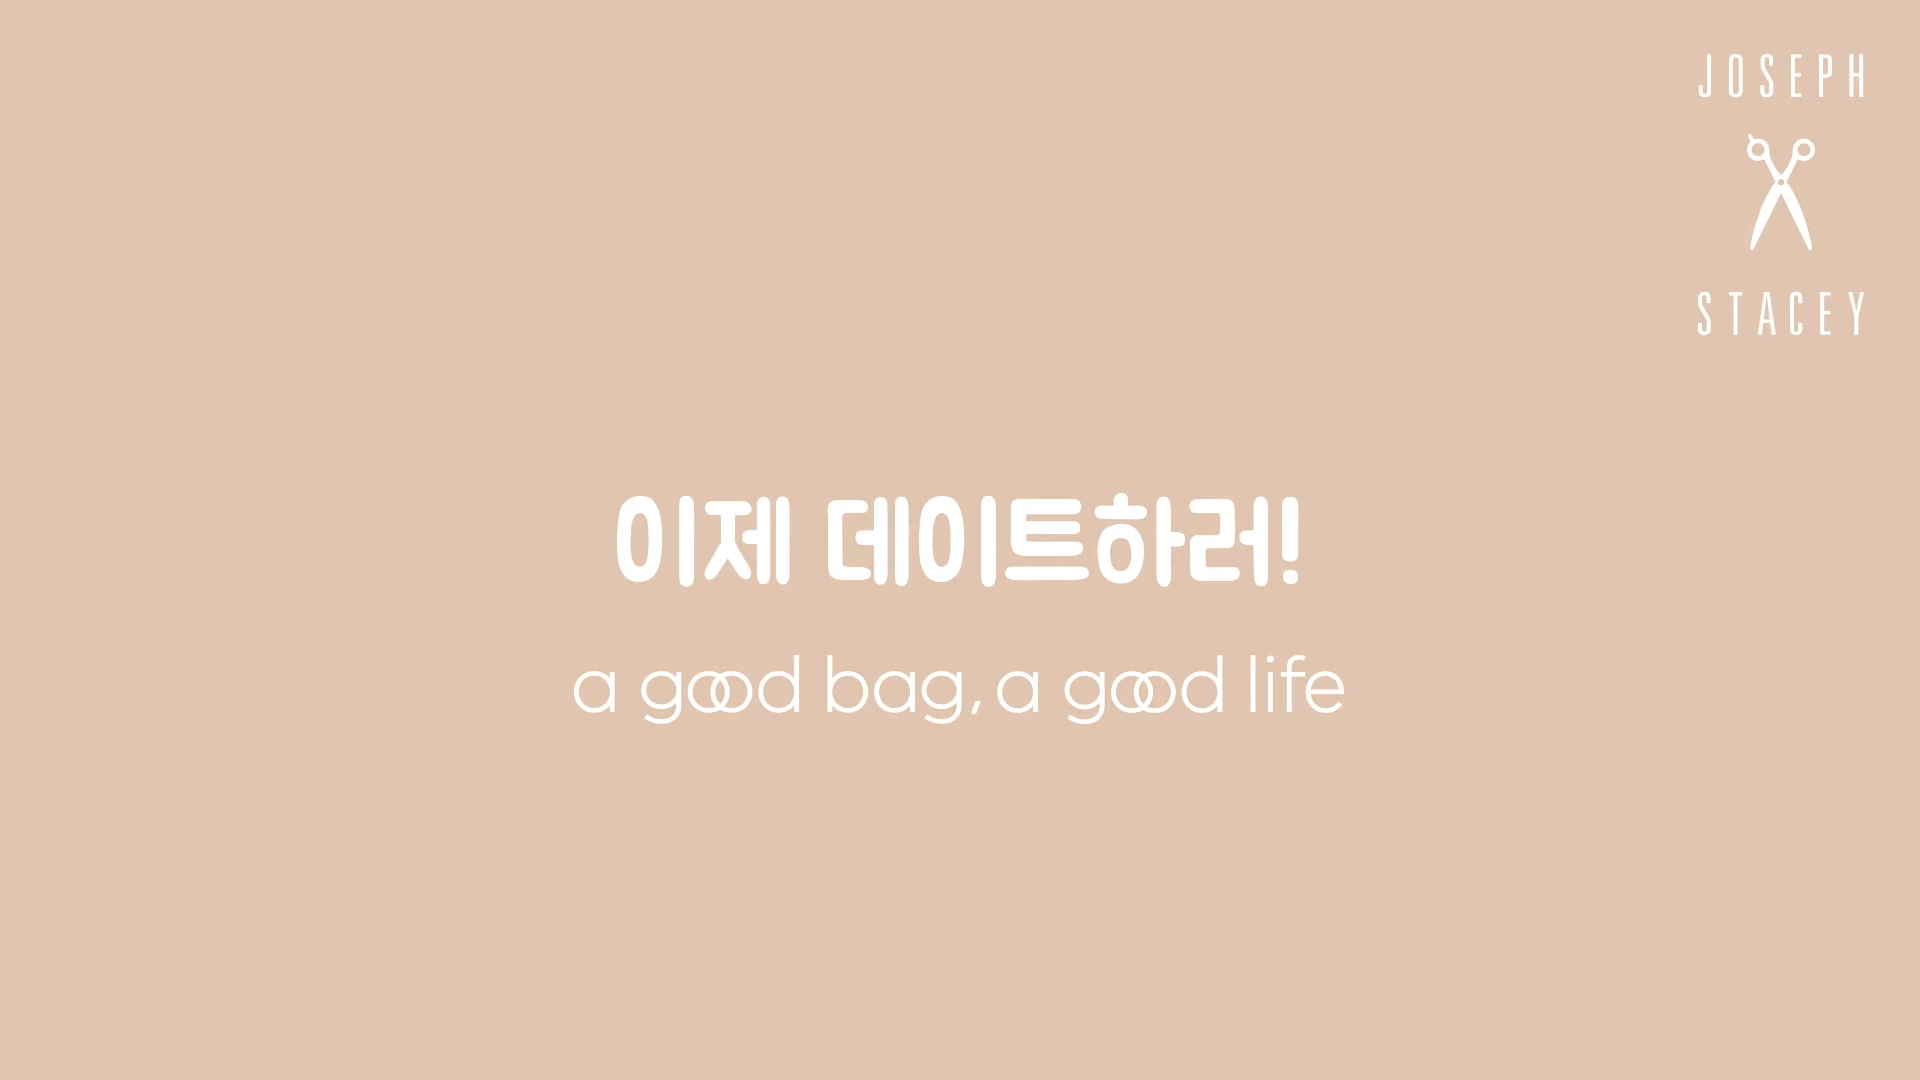 JOSEPH
STACEY
이제 데이트하러!
a good bag, a good life